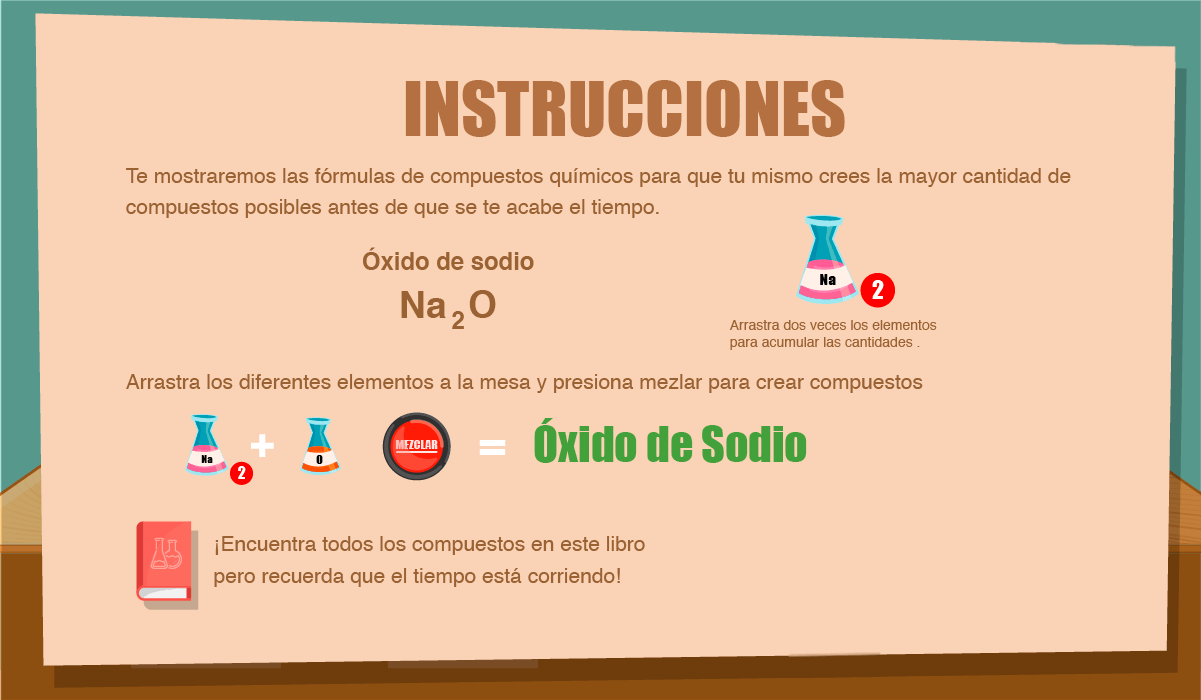 INSTRUCCIONES
Te mostraremos las fórmulas de compuestos químicos para que tu mismo crees la mayor cantidad de
compuestos posibles antes de que se te acabe el tiempo.
Óxido de sodio
Na2O
Na
2
Arrastra dos veces los elementos
para acumular las cantidades .
Arrastra los diferentes elementos a la mesa y presiona mezlar para crear compuestos
Na 2 + O MEZCLAR = Óxido de Sodio
¡Encuentra todos los compuestos en este libro
pero recuerda que el tiempo está corriendo!